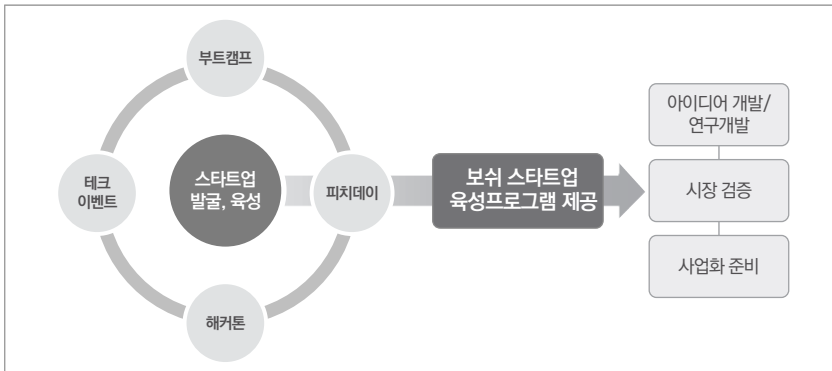 부트캠프
테크
이벤트
스타트업
발굴, 육성
피치데이
해커톤
보쉬 스타트업
육성프로그램 제공
아이디어 개발/
연구개발
시장 검증
사업화 준비